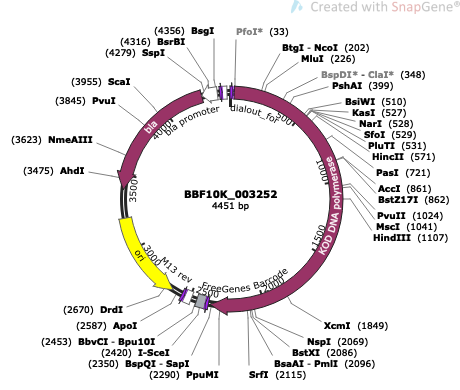 Created with SnapGene®
(4356) BsgI
(4316) BsrBI
(4279) SspI
(3955) ScaI
(3845) PvuI
(3623) NmeAIII
(3475) AhdI
PfoI* (33)
BtgI - NcoI (202)
MluI (226)
BspDI* - ClaI* (348)
PshAI (399)
BsiWI (510)
KasI (527)
NarI (528)
SfoI (529)
PluTI (531)
HincII (571)
PasI (721)
AccI (861)
BstZ17I (862)
PvuII (1024)
MscI (1041)
HindIII (1107)
XcmI (1849)
NspI (2069)
BstXI (2086)
BsaAI - PmlI (2096)
SrfI (2115)
(2670) DrdI
(2587) ApoI
(2453) BbvCI - Bpu10I
(2420) I-SceI
(2350) BspQI - SapI
(2290) PpuMI
BBF10K_003252
4451 bp
bla
bla promoter
dialout_for
KOD DNA polymerase
FreeGenes Barcode
M13 rev
ori
500
1000
1500
2000
2500
3000
3500
4000